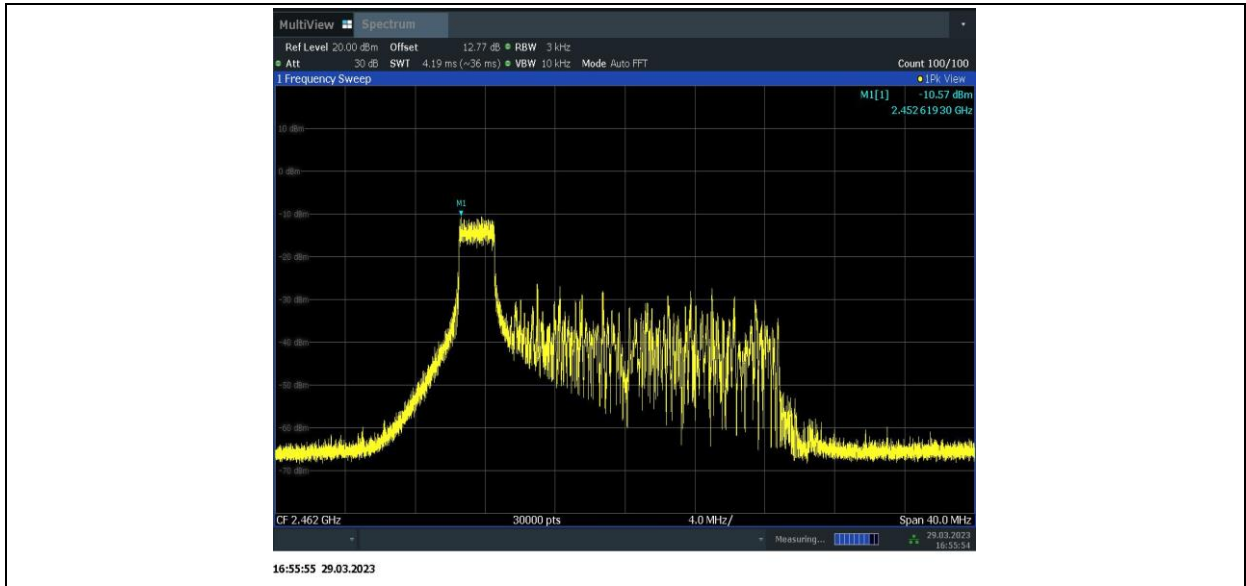 MultiView Spectrum
Ref Level 20.00 dBm Offset 12.77 dB RBW 3 kHz
Att 30 dB SWT 4.19 ms (~36 ms) VBW 10 kHz Mode Auto FFT Count 100/100
1 Frequency Sweep 1Pk View
M1[1] -10.57 dBm
2.45261930 GHz
10 dBm
0 dBm
M1
-10 dBm
-20 dBm
-30 dBm
-40 dBm
-50 dBm
-60 dBm
-70 dBm
CF 2.462 GHz 30000 pts 4.0 MHz/ Span 40.0 MHz
Measuring... 29.03.2023
16:55:54
16:55:55 29.03.2023